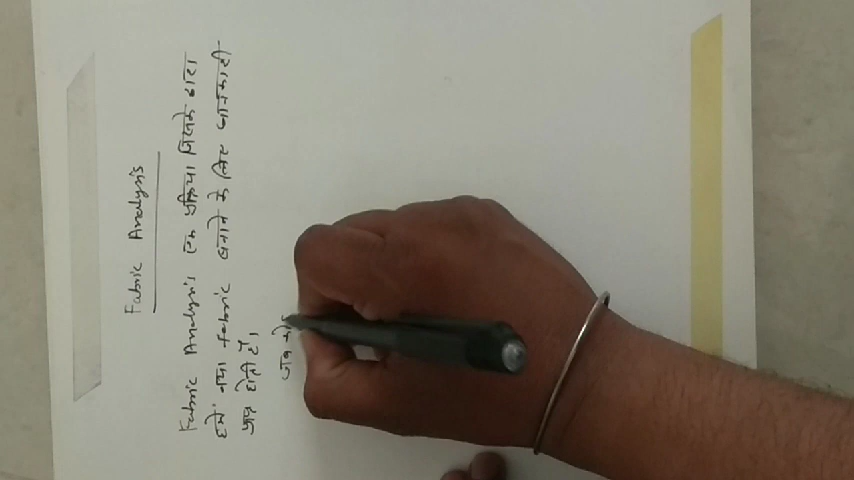 Fabric Analysis
Fabric Analysis एक प्रक्रिया जिसके द्वारा
हमें नया Fabric बनाने के लिए जानकारी
प्राप्त होती है।
जब